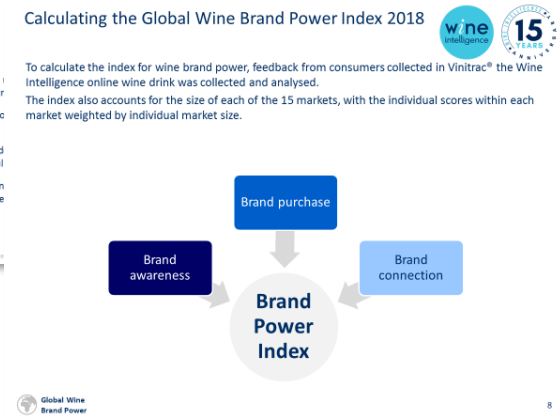 Calculating the Global Wine Brand Power Index 2018
wine
intelligence
15
YEARS
To calculate the index for wine brand power, feedback from consumers collected in Vinitrac® the Wine
Intelligence online wine drink was collected and analysed.
The index also accounts for the size of each of the 15 markets, with the individual scores within each
market weighted by individual market size.
Brand purchase
Brand
awareness
Brand
connection
Brand
Power
Index
Global Wine
Brand Power
8